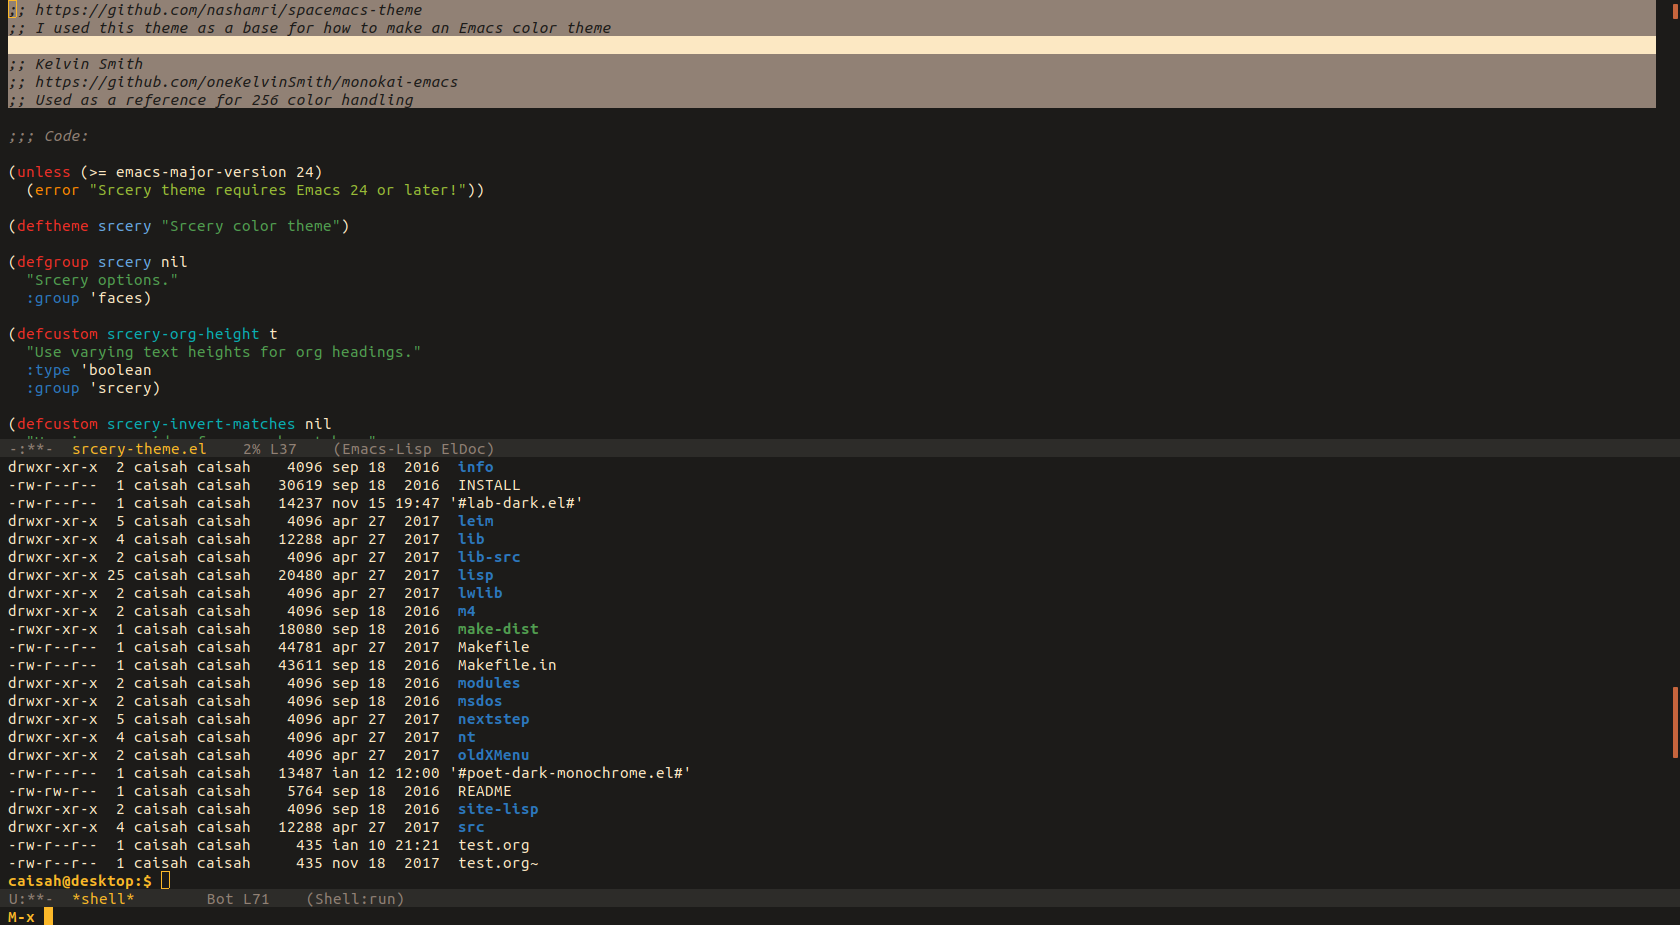 ;; https://github.com/nashamri/spacemacs-theme
;; I used this theme as a base for how to make an Emacs color theme
;; Kelvin Smith
;; https://github.com/oneKelvinSmith/monokai-emacs
;; Used as a reference for 256 color handling
;;; Code:
(unless (>= emacs-major-version 24)
  (error "Srcery theme requires Emacs 24 or later!"))
(deftheme srcery "Srcery color theme")
(defgroup srcery nil
  "Srcery options."
  :group 'faces)
(defcustom srcery-org-height t
  "Use varying text heights for org headings."
  :type 'boolean
  :group 'srcery)
(defcustom srcery-invert-matches nil
-:**-  srcery-theme.el    2% L37    (Emacs-Lisp ElDoc)
drwxr-xr-x  2 caisah caisah    4096 sep 18  2016  info
-rw-r--r--  1 caisah caisah   30619 sep 18  2016  INSTALL
-rw-r--r--  1 caisah caisah   14237 nov 15 19:47 '#lab-dark.el#'
drwxr-xr-x  5 caisah caisah    4096 apr 27  2017  leim
drwxr-xr-x  4 caisah caisah   12288 apr 27  2017  lib
drwxr-xr-x  2 caisah caisah    4096 apr 27  2017  lib-src
drwxr-xr-x 25 caisah caisah   20480 apr 27  2017  lisp
drwxr-xr-x  2 caisah caisah    4096 apr 27  2017  lwlib
drwxr-xr-x  2 caisah caisah    4096 sep 18  2016  m4
-rwxr-xr-x  1 caisah caisah   18080 sep 18  2016  make-dist
-rw-r--r--  1 caisah caisah   44781 apr 27  2017  Makefile
-rw-r--r--  1 caisah caisah   43611 sep 18  2016  Makefile.in
drwxr-xr-x  2 caisah caisah    4096 sep 18  2016  modules
drwxr-xr-x  2 caisah caisah    4096 sep 18  2016  msdos
drwxr-xr-x  5 caisah caisah    4096 apr 27  2017  nextstep
drwxr-xr-x  4 caisah caisah    4096 apr 27  2017  nt
drwxr-xr-x  2 caisah caisah    4096 apr 27  2017  oldXMenu
-rw-r--r--  1 caisah caisah   13487 ian 12 12:00 '#poet-dark-monochrome.el#'
-rw-rw-r--  1 caisah caisah    5764 sep 18  2016  README
drwxr-xr-x  2 caisah caisah    4096 sep 18  2016  site-lisp
drwxr-xr-x  4 caisah caisah   12288 apr 27  2017  src
-rw-r--r--  1 caisah caisah     435 ian 10 21:21  test.org
-rw-r--r--  1 caisah caisah     435 nov 18  2017  test.org~
caisah@desktop:$
U:**-  *shell*        Bot L71    (Shell:run)
M-x